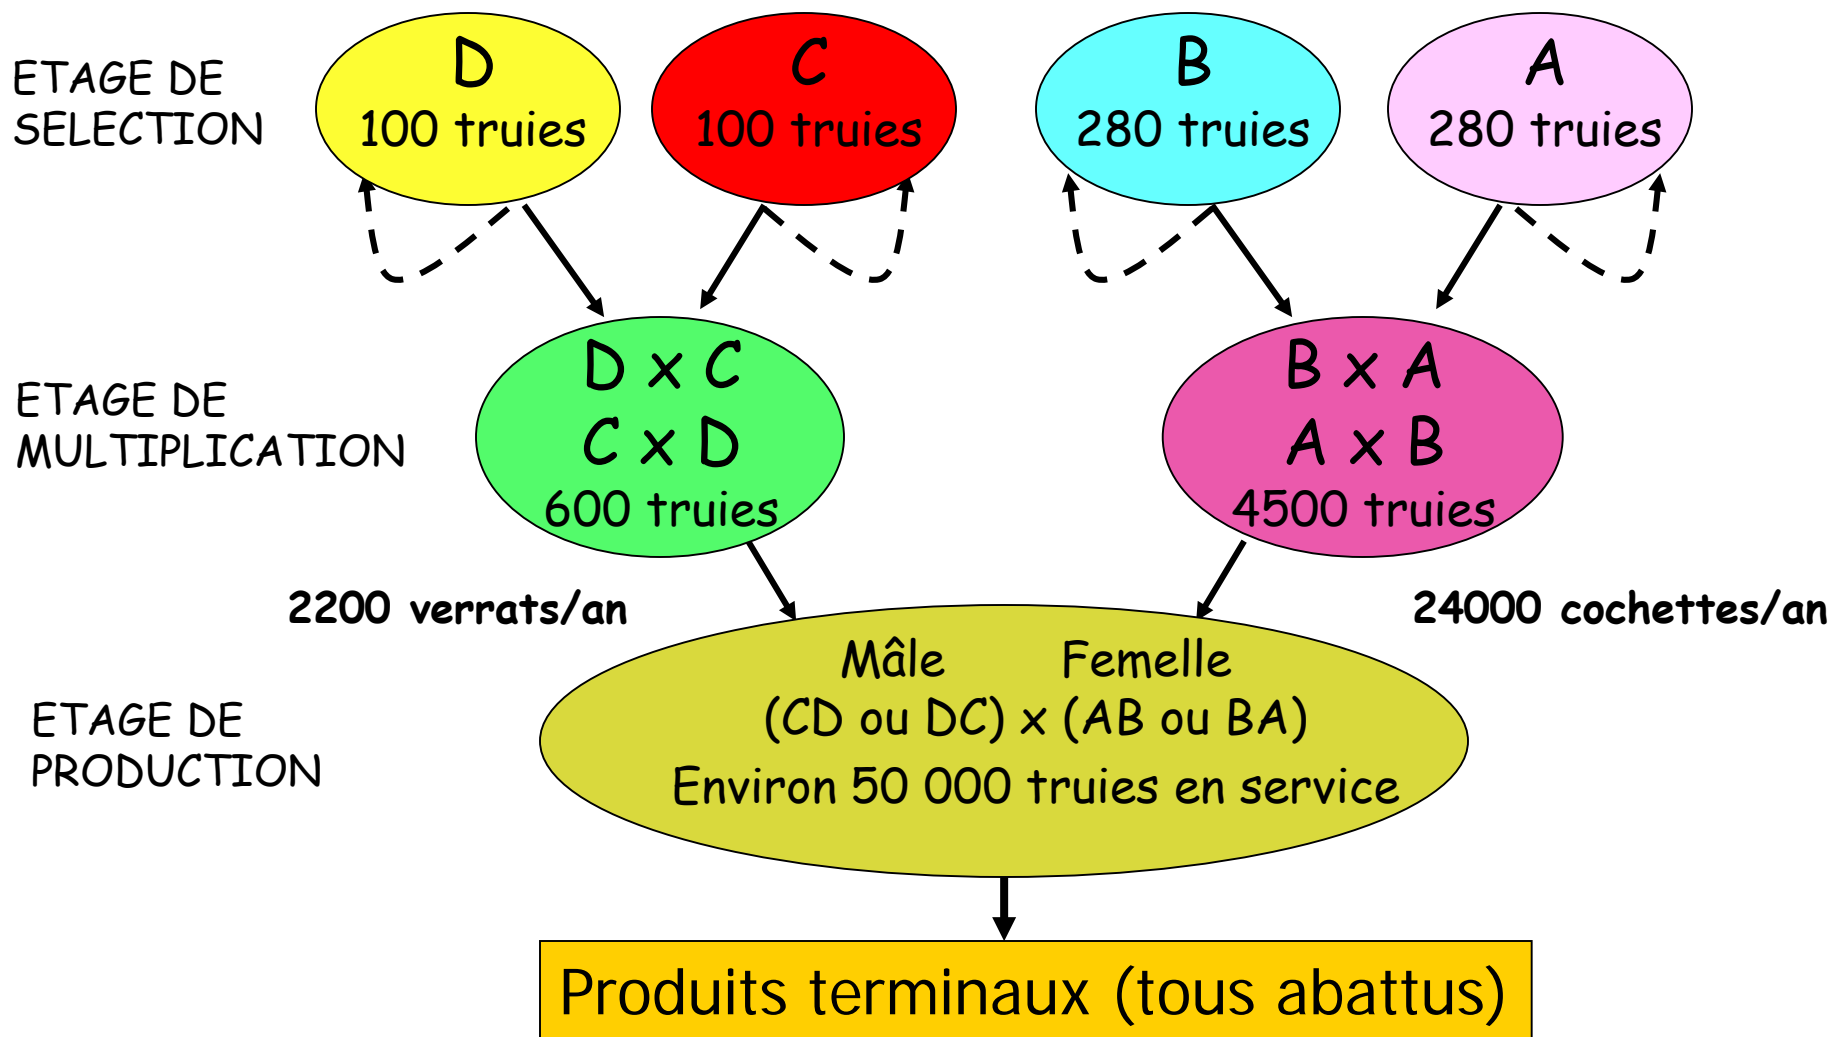 D
100 truies
C
100 truies
B
280 truies
A
280 truies
ETAGE DE
SELECTION
D x C
C x D
600 truies
B x A
A x B
4500 truies
ETAGE DE
MULTIPLICATION
2200 verrats/an
24000 cochettes/an
Mâle Femelle
(CD ou DC) x (AB ou BA)
Environ 50 000 truies en service
ETAGE DE
PRODUCTION
Produits terminaux (tous abattus)